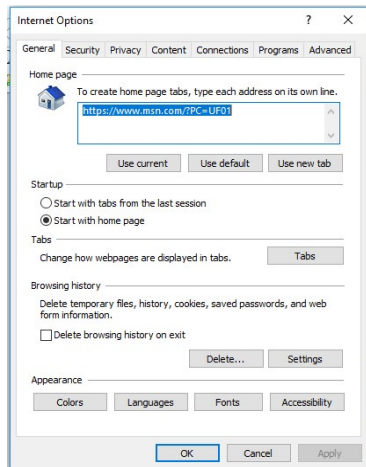 Internet Options ? ×
General Security Privacy Content Connections Programs Advanced
Home page
To create home page tabs, type each address on its own line.
https://www.msn.com/?PC=UF01
Use current Use default Use new tab
Startup
Start with tabs from the last session
Start with home page
Tabs
Change how webpages are displayed in tabs. Tabs
Browsing history
Delete temporary files, history, cookies, saved passwords, and web
form information.
Delete browsing history on exit
Delete... Settings
Appearance
Colors Languages Fonts Accessibility
OK Cancel Apply